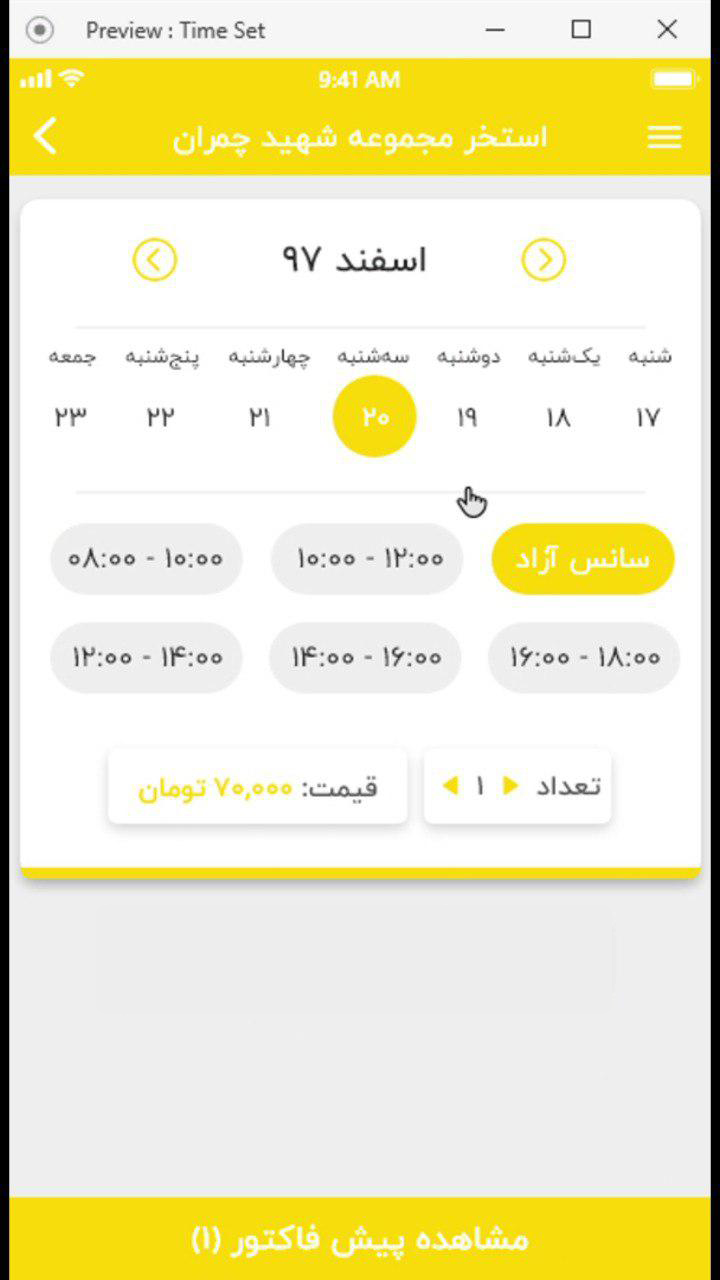 Preview : Time Set
9:41 AM
استخر مجموعه شهید چمران
اسفند ۹۷
شنبه یک‌شنبه دوشنبه سه‌شنبه چهارشنبه پنج‌شنبه جمعه
۱۷ ۱۸ ۱۹ ۲۰ ۲۱ ۲۲ ۲۳
سانس آزاد ۱۰:۰۰ - ۱۲:۰۰ ۰۸:۰۰ - ۱۰:۰۰
۱۶:۰۰ - ۱۸:۰۰ ۱۴:۰۰ - ۱۶:۰۰ ۱۲:۰۰ - ۱۴:۰۰
تعداد ۱ قیمت: ۷۰,۰۰۰ تومان
مشاهده پیش فاکتور (۱)